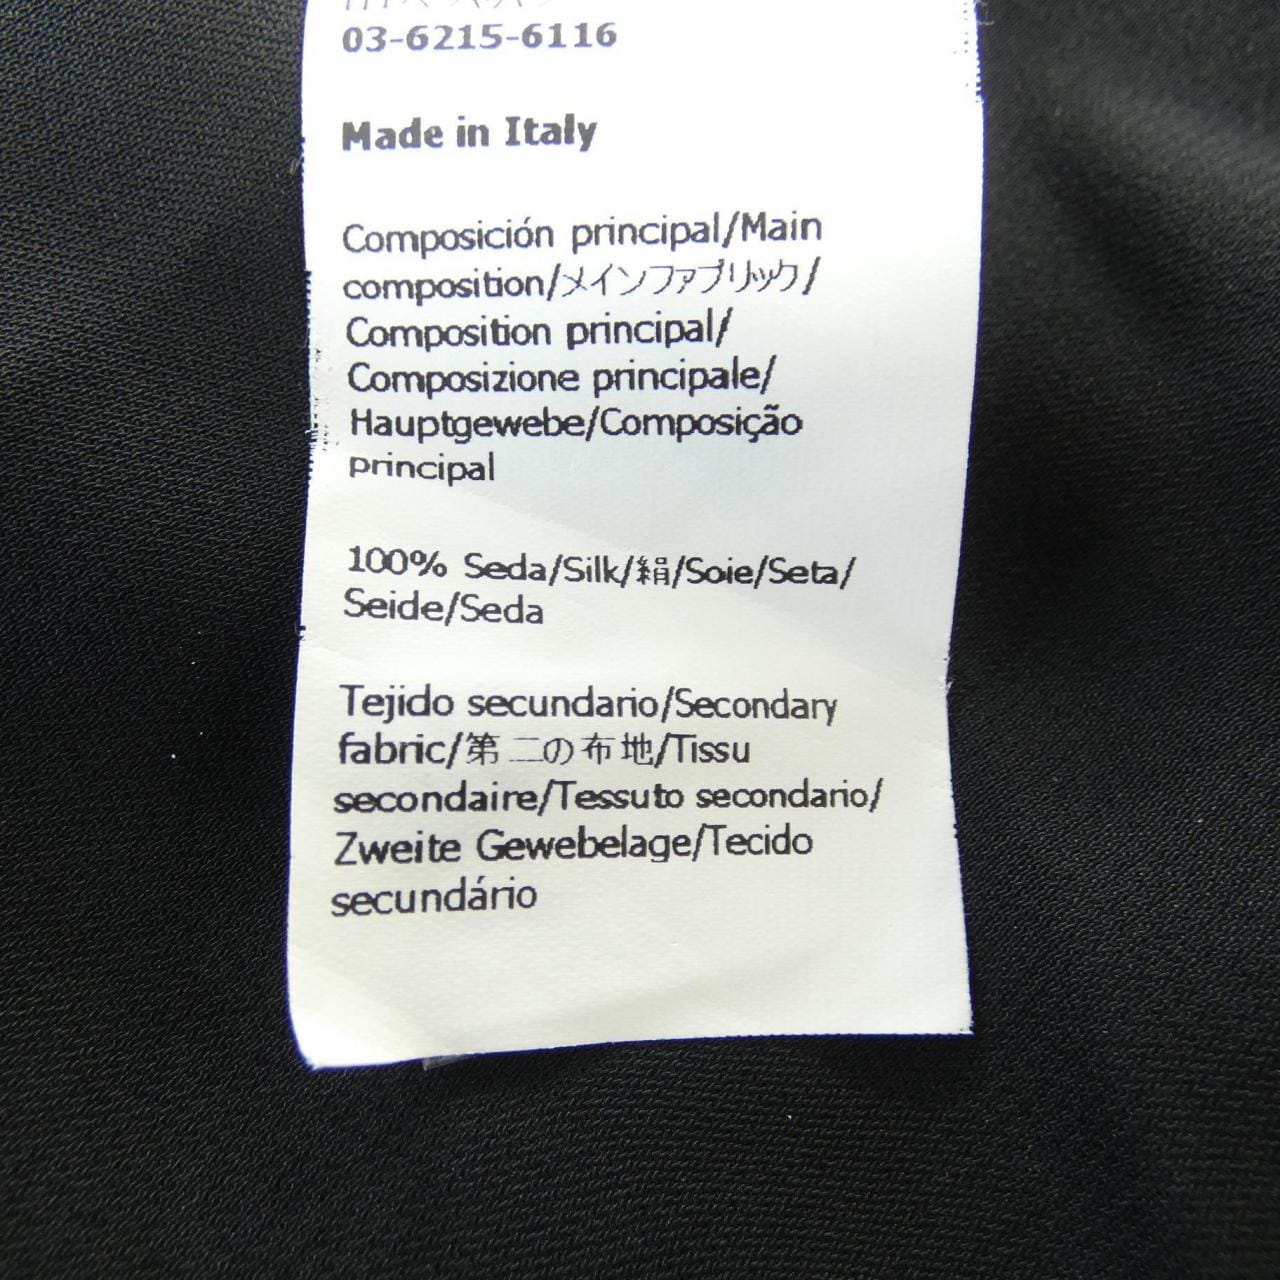 03-6215-6116
Made in Italy
Composición principal/Main
composition/メインファブリック/
Composition principal/
Composizione principale/
Hauptgewebe/Composição
principal
100% Seda/Silk/絹/Soie/Seta/
Seide/Seda
Tejido secundario/Secondary
fabric/第二の布地/Tissu
secondaire/Tessuto secondario/
Zweite Gewebelage/Tecido
secundário